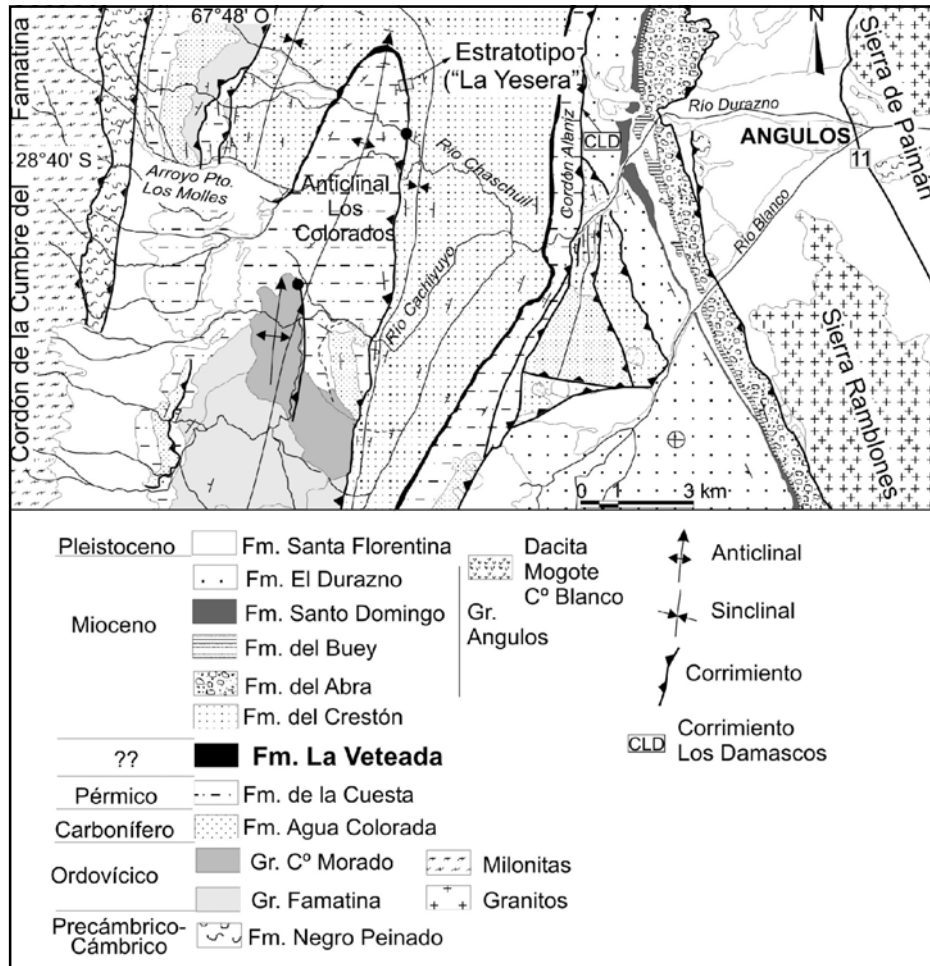 67°48' O
N
Famatina
Sierra de Paimán
Estratotipo
("La Yesera")
Río Durazno
ANGULOS
CLD
Cordón Alaniz
11
28°40' S
Arroyo Pto.
Los Molles
Río Chaschuil
Anticlinal
Los
Colorados
Río Blanco
Río Cachiyuyo
Cordón de la Cumbre del
Sierra Ramblones
0 1 3 km
Pleistoceno
Fm. Santa Florentina
Mioceno
Fm. El Durazno
Fm. Santo Domingo
Fm. del Buey
Fm. del Abra
Fm. del Crestón
Gr.
Angulos
??
Fm. La Veteada
Pérmico
Fm. de la Cuesta
Carbonífero
Fm. Agua Colorada
Ordovícico
Gr. Cº Morado
Gr. Famatina
Milonitas
Granitos
Precámbrico-
Cámbrico
Fm. Negro Peinado
Dacita
Mogote
Cº Blanco
Anticlinal
Sinclinal
Corrimiento
CLD
Corrimiento
Los Damascos